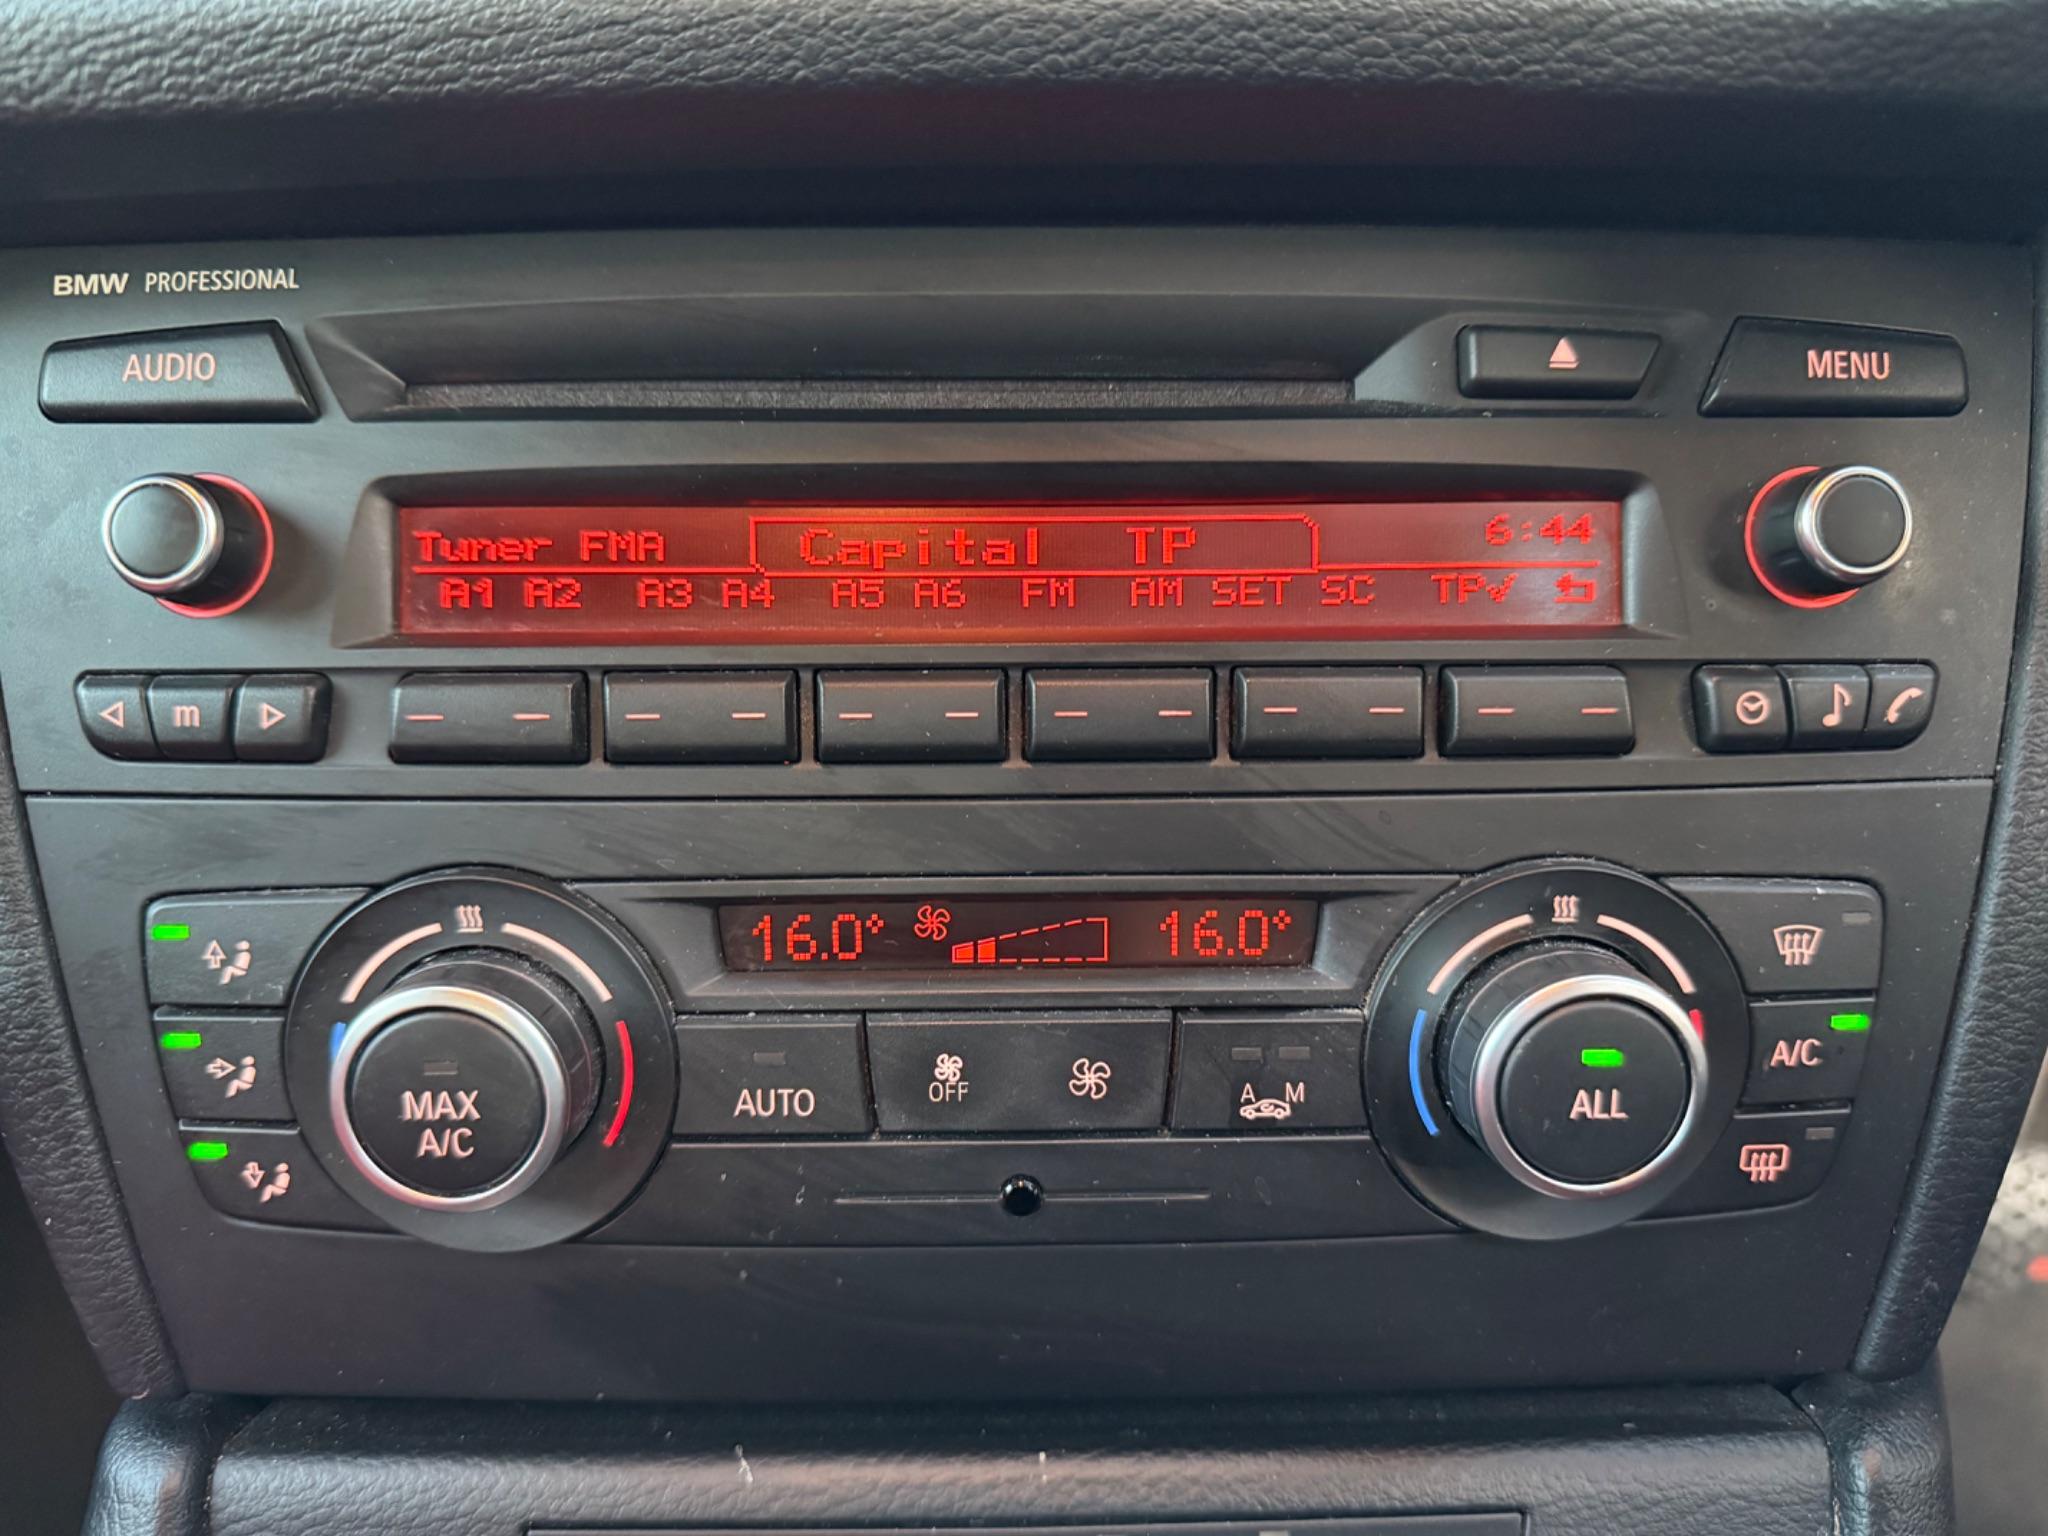 BMW PROFESSIONAL
AUDIO
MENU
Tuner FMA Capital TP 6:44
A1 A2 A3 A4 A5 A6 FM AM SET SC TP✓
m
16.0° 16.0°
MAX
A/C
AUTO
OFF
A M
ALL
A/C